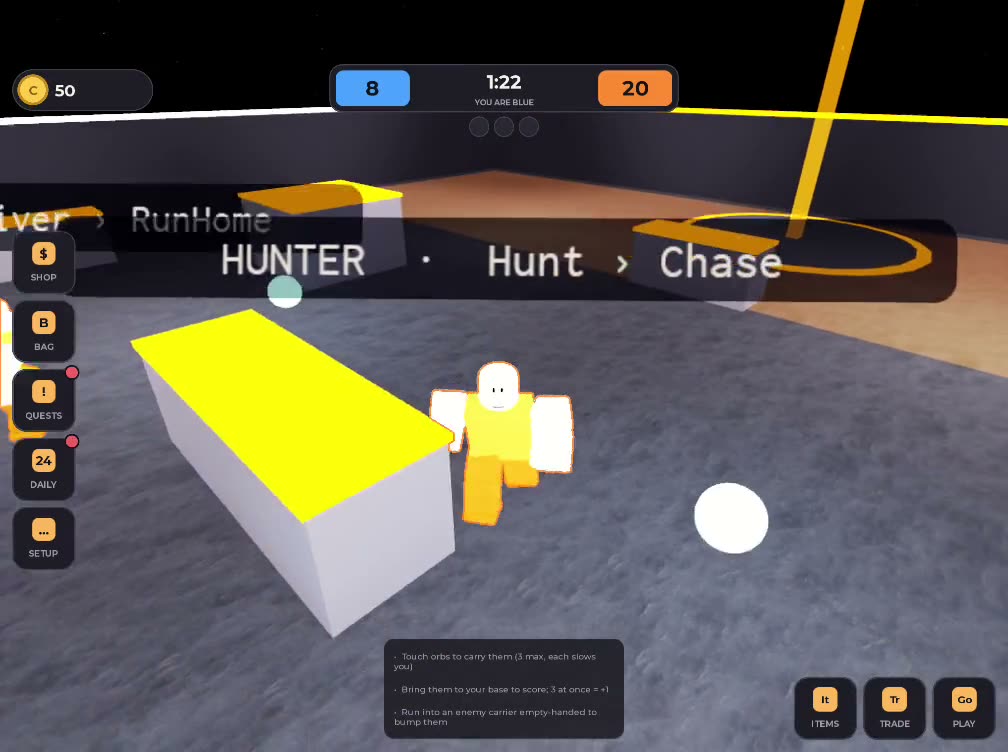 C 50
8 1:22 20
YOU ARE BLUE
iver › RunHome
HUNTER · Hunt › Chase
$
SHOP
B
BAG
!
QUESTS
24
DAILY
...
SETUP
· Touch orbs to carry them (3 max, each slows
you)
· Bring them to your base to score; 3 at once = +1
· Run into an enemy carrier empty-handed to
bump them
It
ITEMS
Tr
TRADE
Go
PLAY